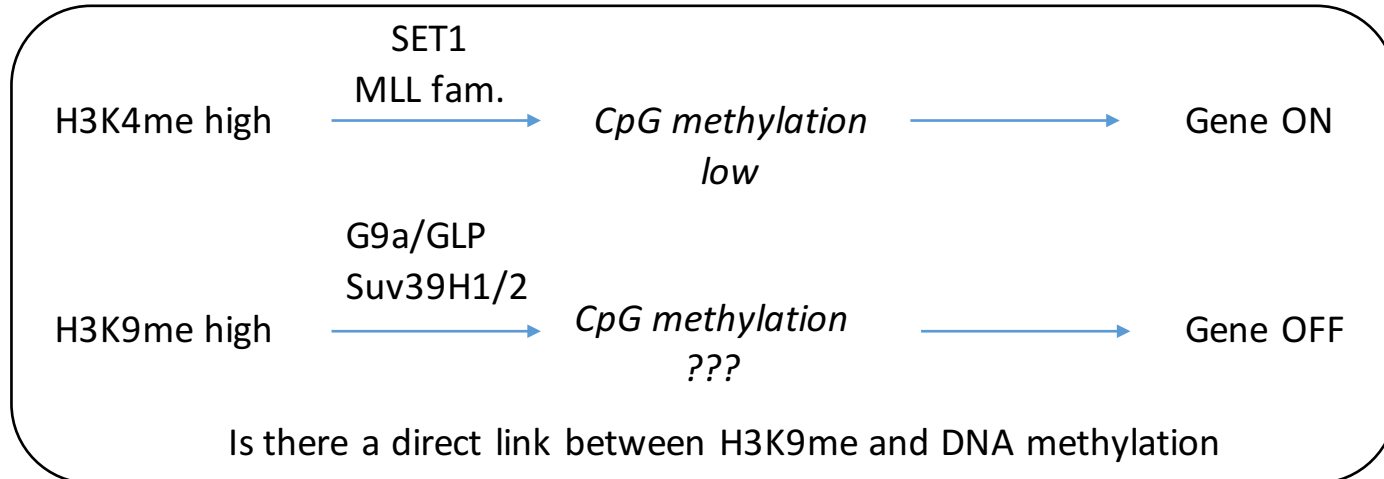 SET1
MLL fam.
H3K4me high
CpG methylation
low
Gene ON
G9a/GLP
Suv39H1/2
H3K9me high
CpG methylation
???
Gene OFF
Is there a direct link between H3K9me and DNA methylation